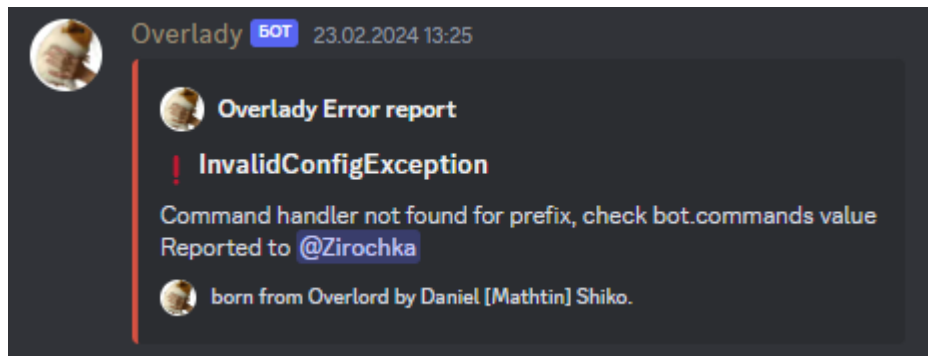 Overlady БОТ 23.02.2024 13:25
Overlady Error report
❗ InvalidConfigException
Command handler not found for prefix, check bot.commands value
Reported to @Zirochka
born from Overlord by Daniel [Mathtin] Shiko.